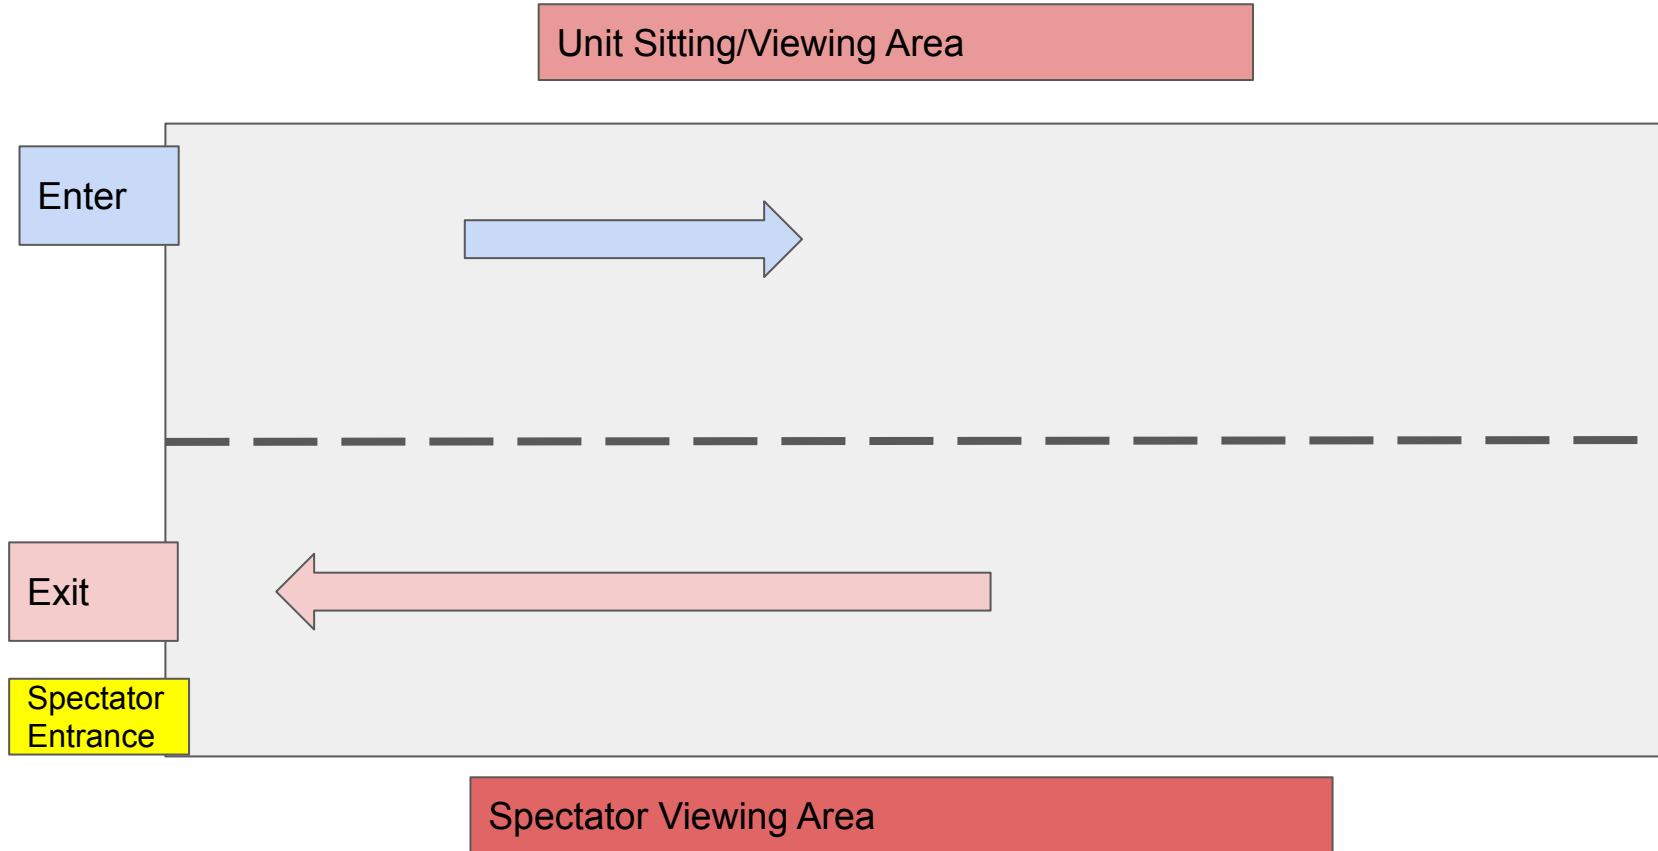 Unit Sitting/Viewing Area
Enter
Exit
Spectator
Entrance
Spectator Viewing Area